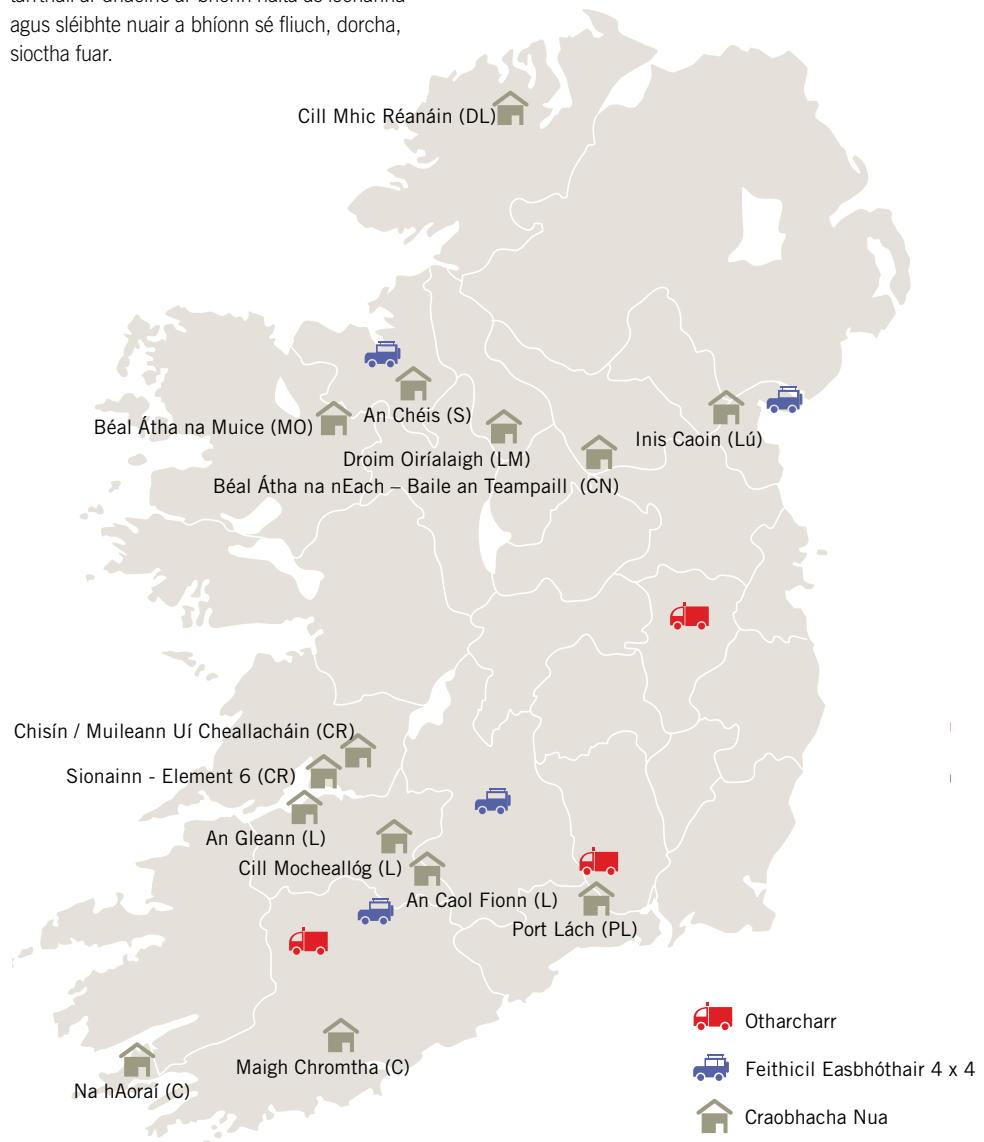 agus sléibhte nuair a bhíonn sé fliuch, dorcha,
sioctha fuar.
Cill Mhic Réanáin (DL)
An Chéis (S)
Béal Átha na Muice (MO)
Inis Caoin (Lú)
Droim Oiríalaigh (LM)
Béal Átha na nEach – Baile an Teampaill (CN)
Chisín / Muileann Uí Cheallacháin (CR)
Sionainn - Element 6 (CR)
An Gleann (L)
Cill Mocheallóg (L)
An Caol Fionn (L)
Port Lách (PL)
Maigh Chromtha (C)
Na hAoraí (C)
Otharcharr
Feithicil Easbhóthair 4 x 4
Craobhacha Nua